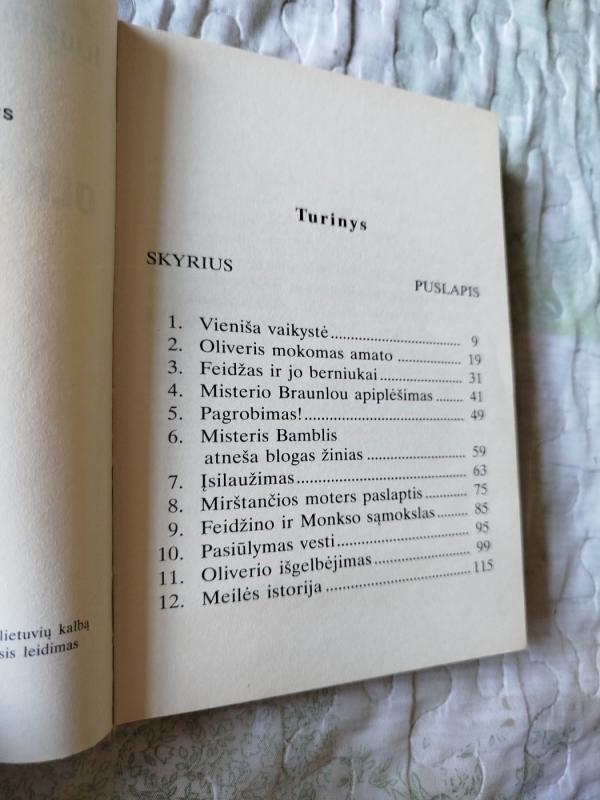 Turinys
SKYRIUS
PUSLAPIS
1. Vieniša vaikystė 9
2. Oliveris mokomas amato 19
3. Feidžas ir jo berniukai 31
4. Misterio Braunlou apiplėšimas 41
5. Pagrobimas! 49
6. Misteris Bamblis
atneša blogas žinias 59
7. Įsilaužimas 63
8. Mirštančios moters paslaptis 75
9. Feidžino ir Monkso sąmokslas 85
10. Pasiūlymas vesti 95
11. Oliverio išgelbėjimas 99
12. Meilės istorija 115
lietuvių kalbą
leidimas